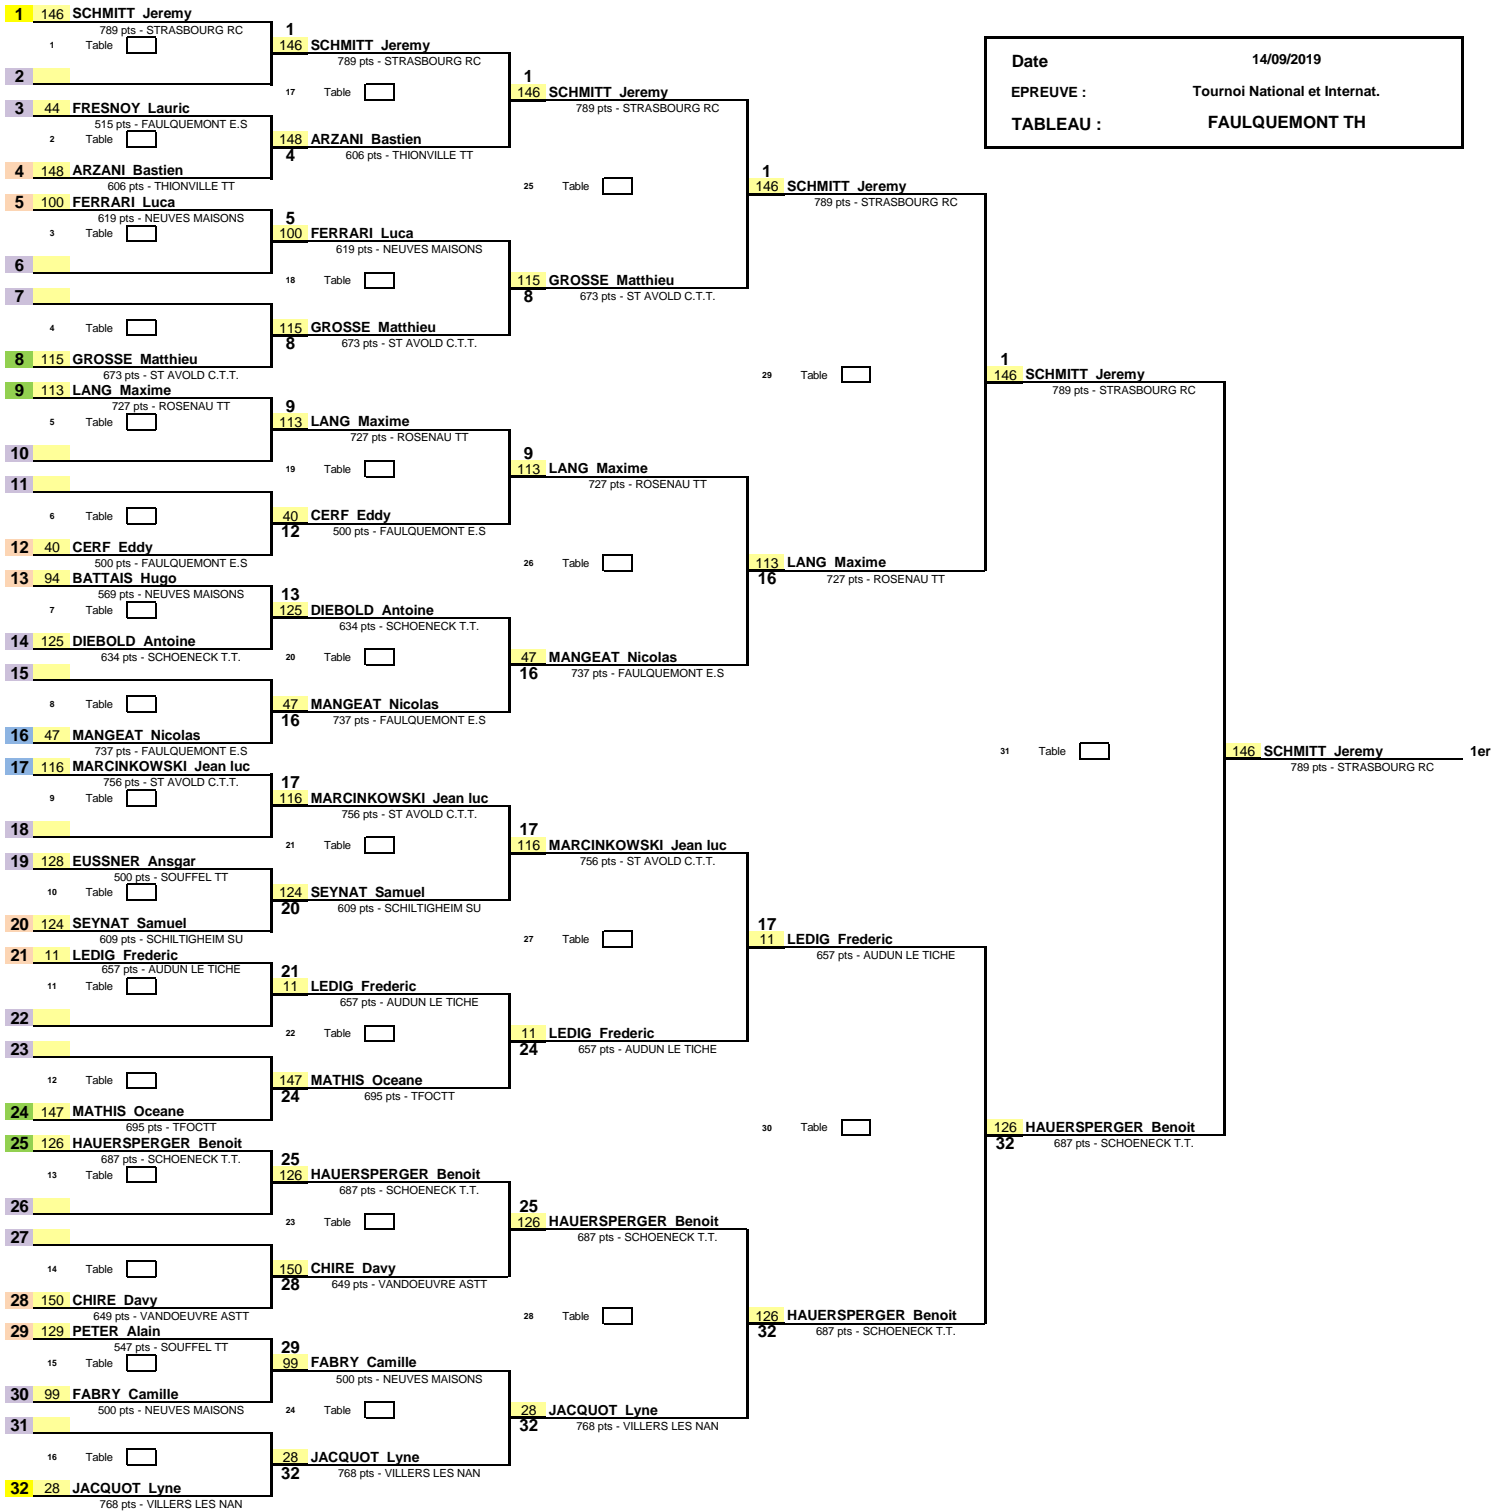 Date 14/09/2019
EPREUVE : Tournoi National et Internat.
TABLEAU : FAULQUEMONT TH
1 146 SCHMITT Jeremy
789 pts - STRASBOURG RC
1 Table
2
3 44 FRESNOY Lauric
515 pts - FAULQUEMONT E.S
2 Table
4 148 ARZANI Bastien
606 pts - THIONVILLE TT
5 100 FERRARI Luca
619 pts - NEUVES MAISONS
3 Table
6
7
4 Table
8 115 GROSSE Matthieu
673 pts - ST AVOLD C.T.T.
9 113 LANG Maxime
727 pts - ROSENAU TT
5 Table
10
11
6 Table
12 40 CERF Eddy
500 pts - FAULQUEMONT E.S
13 94 BATTAIS Hugo
569 pts - NEUVES MAISONS
7 Table
14 125 DIEBOLD Antoine
634 pts - SCHOENECK T.T.
15
8 Table
16 47 MANGEAT Nicolas
737 pts - FAULQUEMONT E.S
17 116 MARCINKOWSKI Jean luc
756 pts - ST AVOLD C.T.T.
9 Table
18
19 128 EUSSNER Ansgar
500 pts - SOUFFEL TT
10 Table
20 124 SEYNAT Samuel
609 pts - SCHILTIGHEIM SU
21 11 LEDIG Frederic
657 pts - AUDUN LE TICHE
11 Table
22
23
12 Table
24 147 MATHIS Oceane
695 pts - TFOCTT
25 126 HAUERSPERGER Benoit
687 pts - SCHOENECK T.T.
13 Table
26
27
14 Table
28 150 CHIRE Davy
649 pts - VANDOEUVRE ASTT
29 129 PETER Alain
547 pts - SOUFFEL TT
15 Table
30 99 FABRY Camille
500 pts - NEUVES MAISONS
31
16 Table
32 28 JACQUOT Lyne
768 pts - VILLERS LES NAN
1
146 SCHMITT Jeremy
789 pts - STRASBOURG RC
17 Table
148 ARZANI Bastien
4 606 pts - THIONVILLE TT
5
100 FERRARI Luca
619 pts - NEUVES MAISONS
18 Table
115 GROSSE Matthieu
8 673 pts - ST AVOLD C.T.T.
9
113 LANG Maxime
727 pts - ROSENAU TT
19 Table
40 CERF Eddy
12 500 pts - FAULQUEMONT E.S
13
125 DIEBOLD Antoine
634 pts - SCHOENECK T.T.
20 Table
47 MANGEAT Nicolas
16 737 pts - FAULQUEMONT E.S
17
116 MARCINKOWSKI Jean luc
756 pts - ST AVOLD C.T.T.
21 Table
124 SEYNAT Samuel
20 609 pts - SCHILTIGHEIM SU
21
11 LEDIG Frederic
657 pts - AUDUN LE TICHE
22 Table
147 MATHIS Oceane
24 695 pts - TFOCTT
25
126 HAUERSPERGER Benoit
687 pts - SCHOENECK T.T.
23 Table
150 CHIRE Davy
28 649 pts - VANDOEUVRE ASTT
29
99 FABRY Camille
500 pts - NEUVES MAISONS
24 Table
28 JACQUOT Lyne
32 768 pts - VILLERS LES NAN
1
146 SCHMITT Jeremy
789 pts - STRASBOURG RC
25 Table
115 GROSSE Matthieu
8 673 pts - ST AVOLD C.T.T.
9
113 LANG Maxime
727 pts - ROSENAU TT
26 Table
47 MANGEAT Nicolas
16 737 pts - FAULQUEMONT E.S
17
116 MARCINKOWSKI Jean luc
756 pts - ST AVOLD C.T.T.
27 Table
11 LEDIG Frederic
24 657 pts - AUDUN LE TICHE
25
126 HAUERSPERGER Benoit
687 pts - SCHOENECK T.T.
28 Table
28 JACQUOT Lyne
32 768 pts - VILLERS LES NAN
1
146 SCHMITT Jeremy
789 pts - STRASBOURG RC
29 Table
113 LANG Maxime
16 727 pts - ROSENAU TT
17
11 LEDIG Frederic
657 pts - AUDUN LE TICHE
30 Table
126 HAUERSPERGER Benoit
32 687 pts - SCHOENECK T.T.
1
146 SCHMITT Jeremy
789 pts - STRASBOURG RC
31 Table
126 HAUERSPERGER Benoit
32 687 pts - SCHOENECK T.T.
146 SCHMITT Jeremy 1er
789 pts - STRASBOURG RC